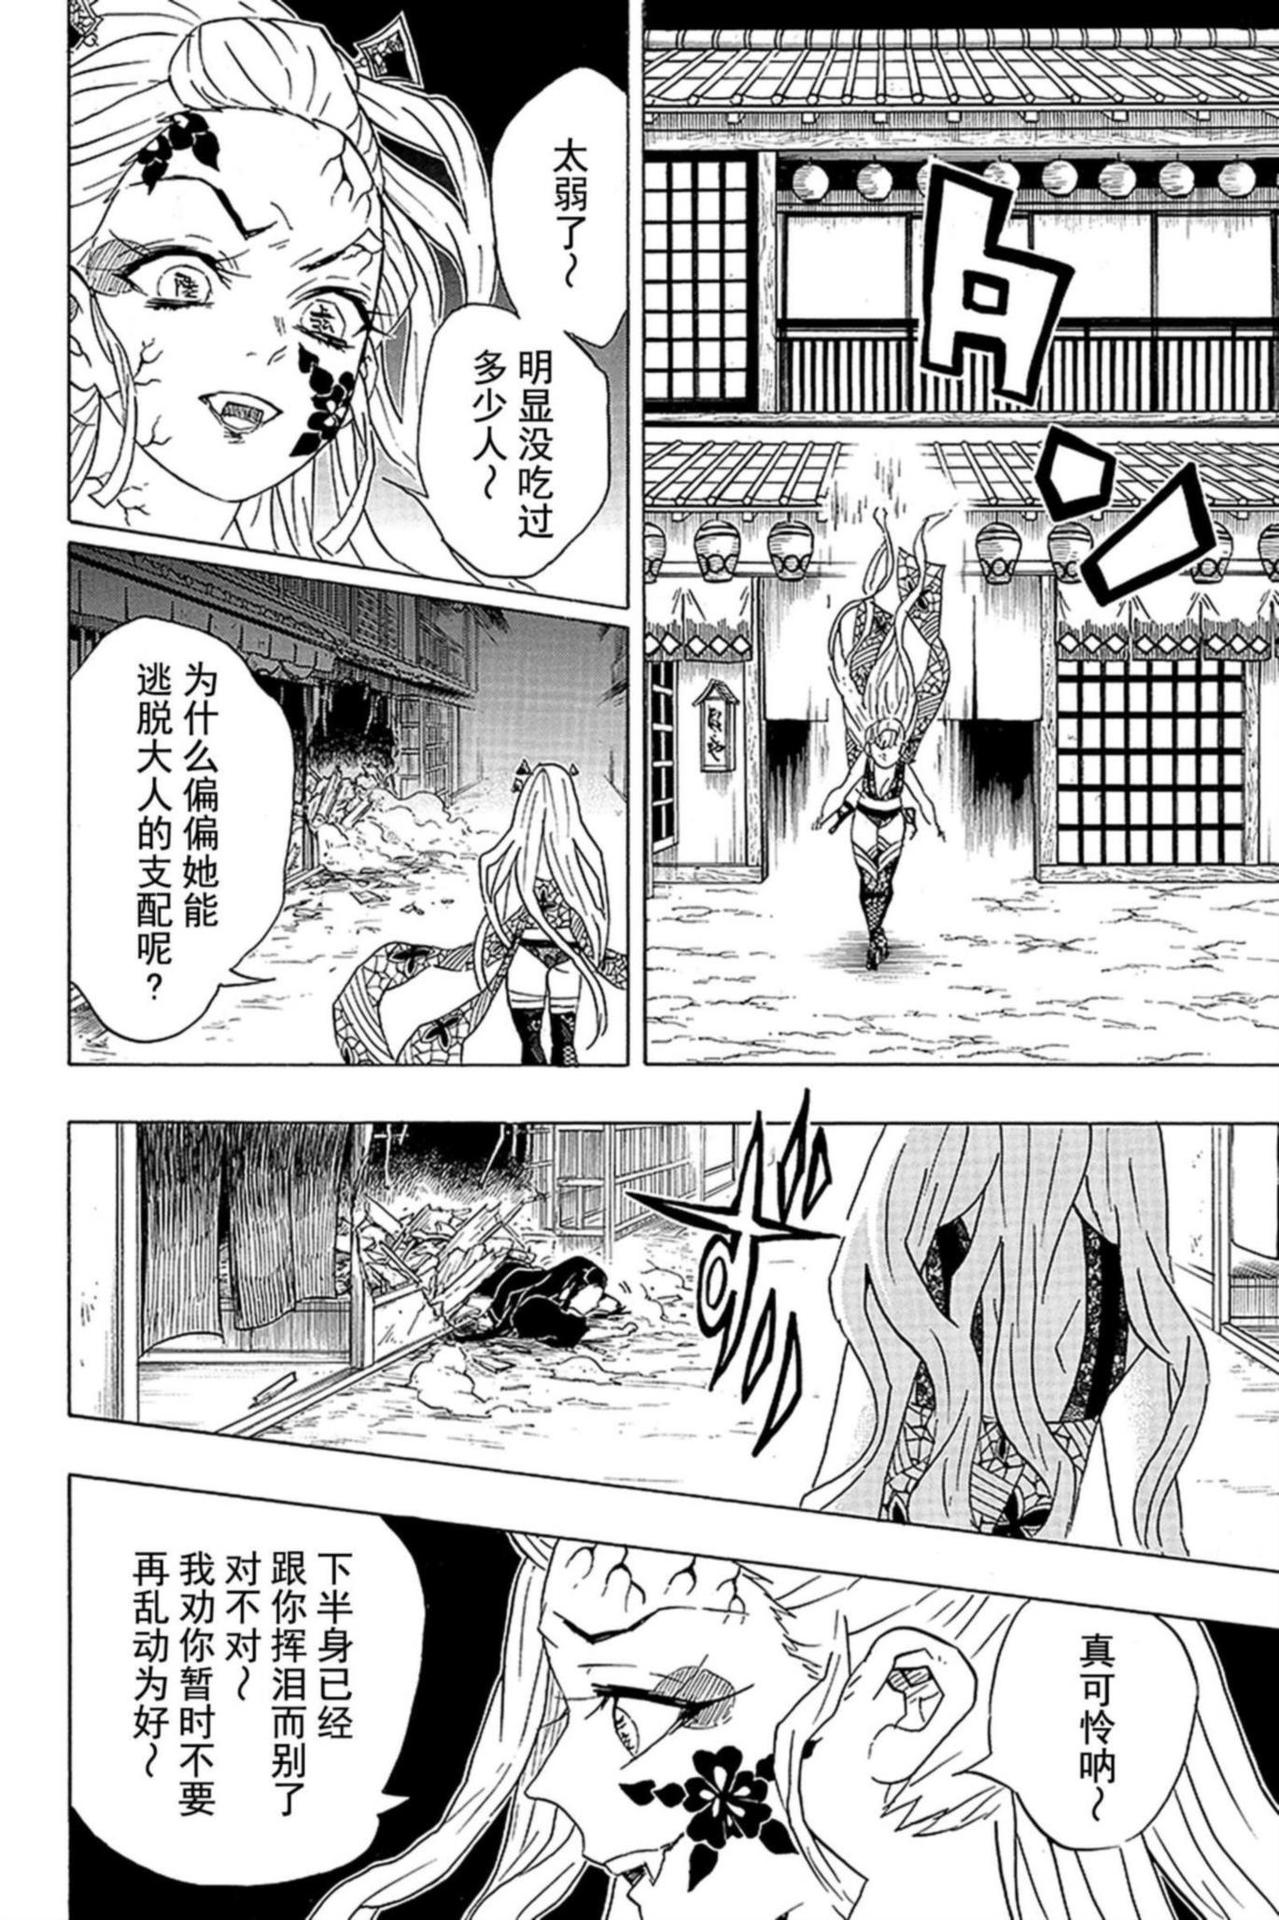 太弱了～
明显没吃过
多少人～
为什么偏偏她能
逃脱大人的支配呢？
真可怜呐～
下半身已经
跟你挥泪而别了
对不对～
我劝你暂时不要
再乱动为好～